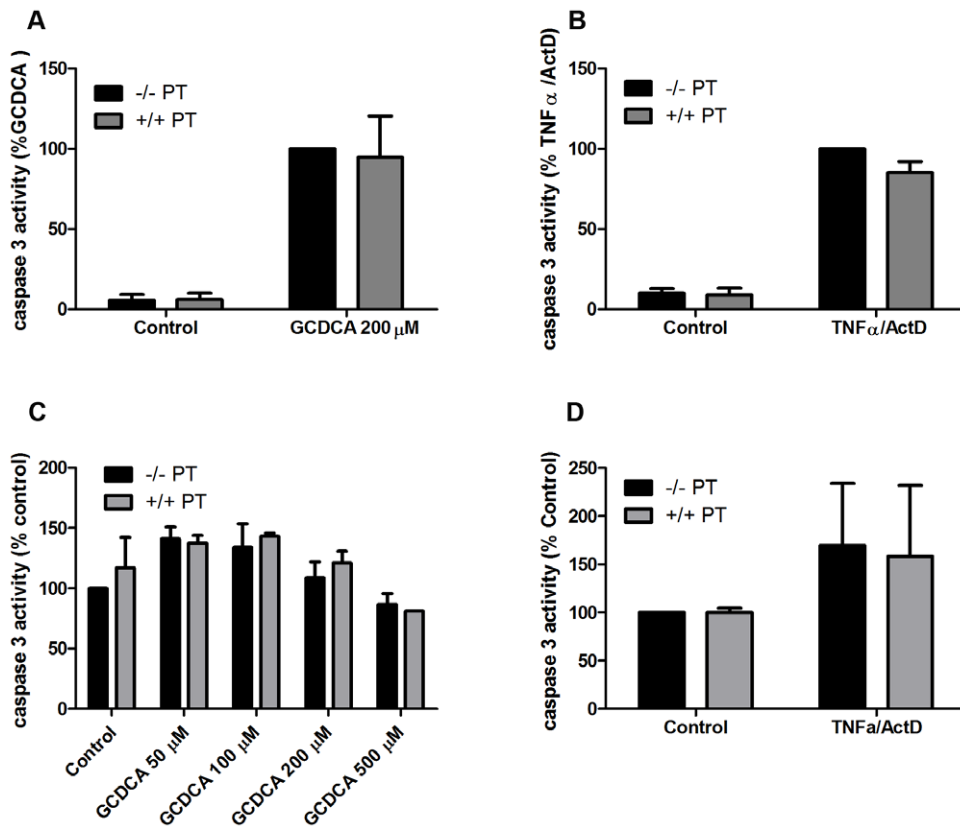 A
caspase 3 activity (%GCDCA )
150
100
50
0
-/- PT
+/+ PT
Control
GCDCA 200 μM
B
caspase 3 activity (% TNF α /ActD )
150
100
50
0
-/- PT
+/+ PT
Control
TNFα/ActD
C
caspase 3 activity (% control)
200
150
100
50
0
-/- PT
+/+ PT
Control
GCDCA 50 μM
GCDCA 100 μM
GCDCA 200 μM
GCDCA 500 μM
D
caspase 3 activity (% Control)
250
200
150
100
50
0
-/- PT
+/+ PT
Control
TNFa/ActD